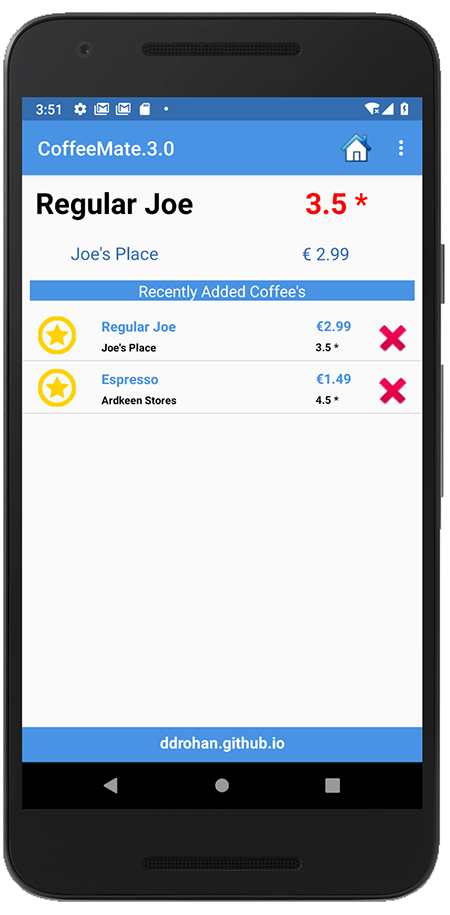 3:51
CoffeeMate.3.0
Regular Joe 3.5 *
Joe's Place € 2.99
Recently Added Coffee's
Regular Joe €2.99
Joe's Place 3.5 *
Espresso €1.49
Ardkeen Stores 4.5 *
ddrohan.github.io